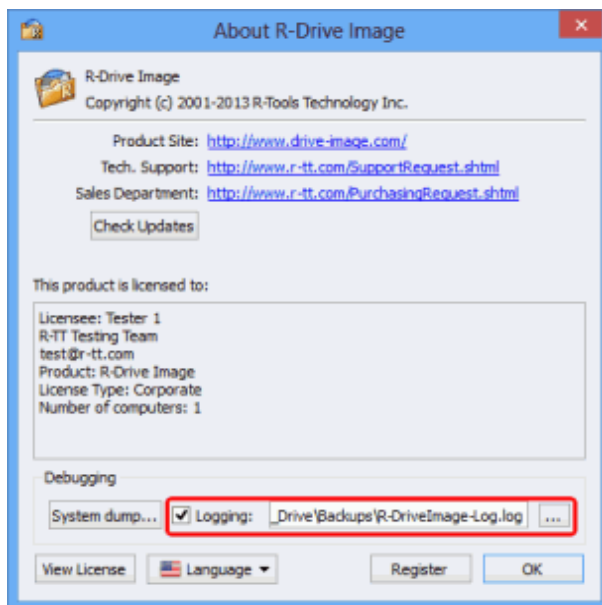 About R-Drive Image
R-Drive Image
Copyright (c) 2001-2013 R-Tools Technology Inc.
Product Site: http://www.drive-image.com/
Tech. Support: http://www.r-tt.com/SupportRequest.shtml
Sales Department: http://www.r-tt.com/PurchasingRequest.shtml
Check Updates
This product is licensed to:
Licensee: Tester 1
R-TT Testing Team
test@r-tt.com
Product: R-Drive Image
License Type: Corporate
Number of computers: 1
Debugging
System dump... Logging: _Drive\Backups\R-DriveImage-Log.log ...
View License Language Register OK